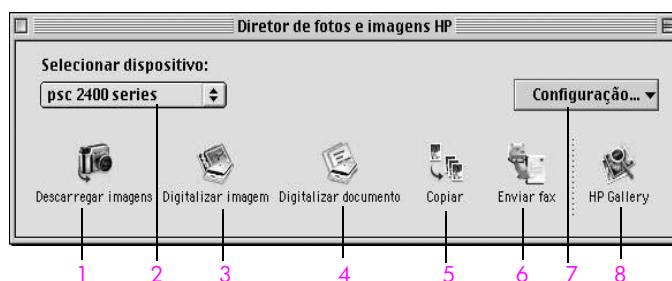 Diretor de fotos e imagens HP
Selecionar dispositivo:
psc 2400 series
Configuração...
Descarregar imagens Digitalizar imagem Digitalizar documento Copiar Enviar fax HP Gallery
1 2 3 4 5 6 7 8